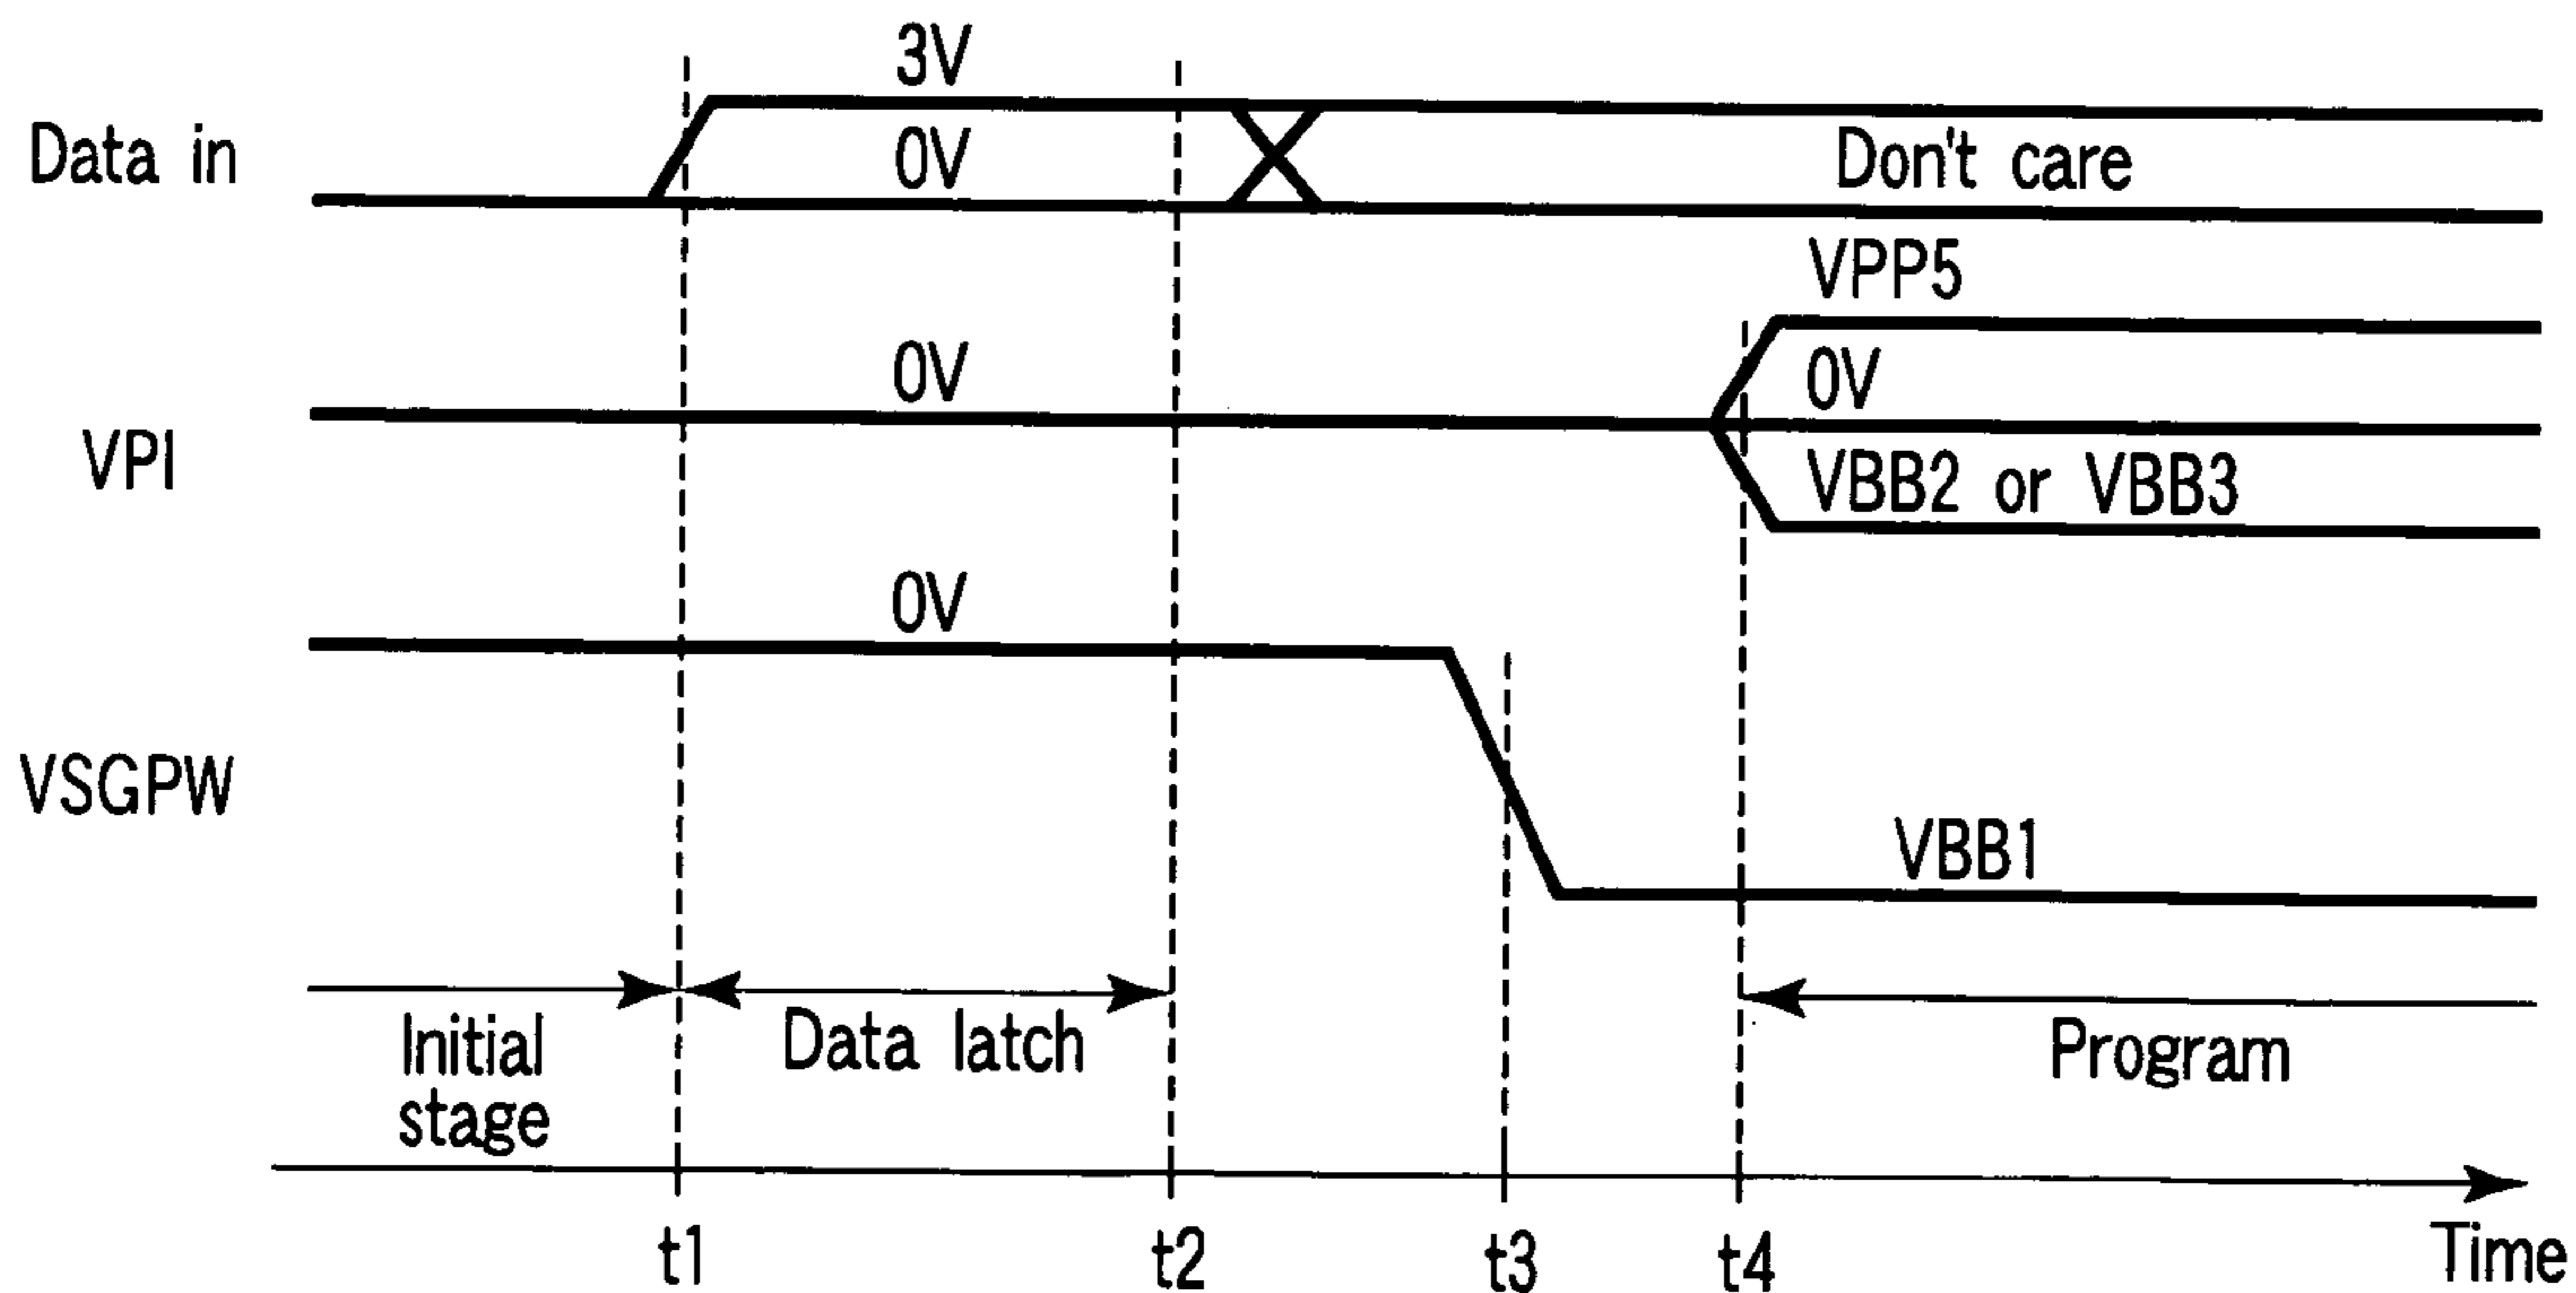 3V
Data in
0V
Don't care
VPP5
0V
0V
VPI
VBB2 or VBB3
0V
VSGPW
VBB1
Initial
stage
Data latch
Program
t1
t2
t3
t4
Time